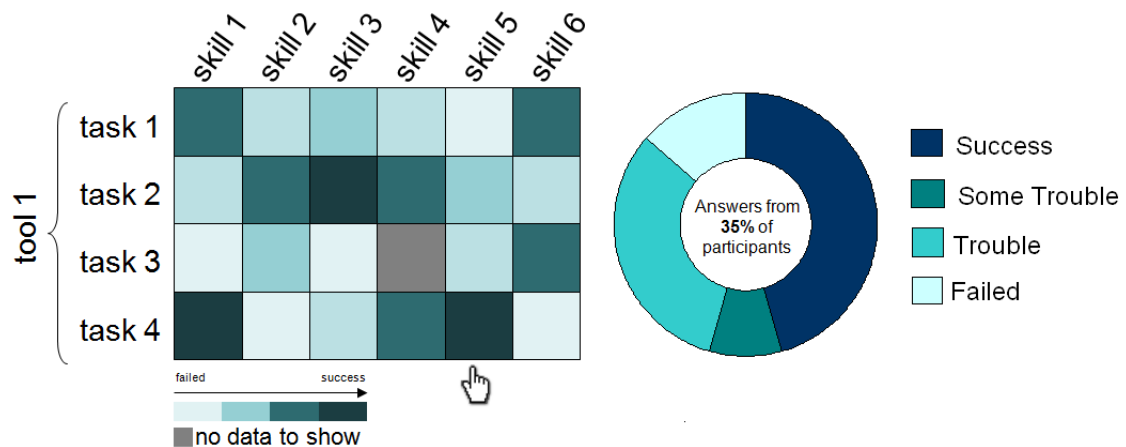 skill 1
skill 2
skill 3
skill 4
skill 5
skill 6
tool 1
task 1
task 2
task 3
task 4
failed
success
no data to show
Answers from
35% of
participants
Success
Some Trouble
Trouble
Failed